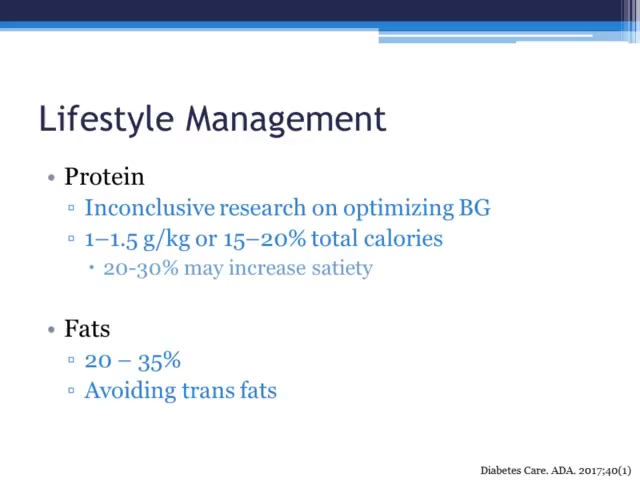 Lifestyle Management
• Protein
▫ Inconclusive research on optimizing BG
▫ 1–1.5 g/kg or 15–20% total calories
▪ 20-30% may increase satiety
• Fats
▫ 20 – 35%
▫ Avoiding trans fats
Diabetes Care. ADA. 2017;40(1)